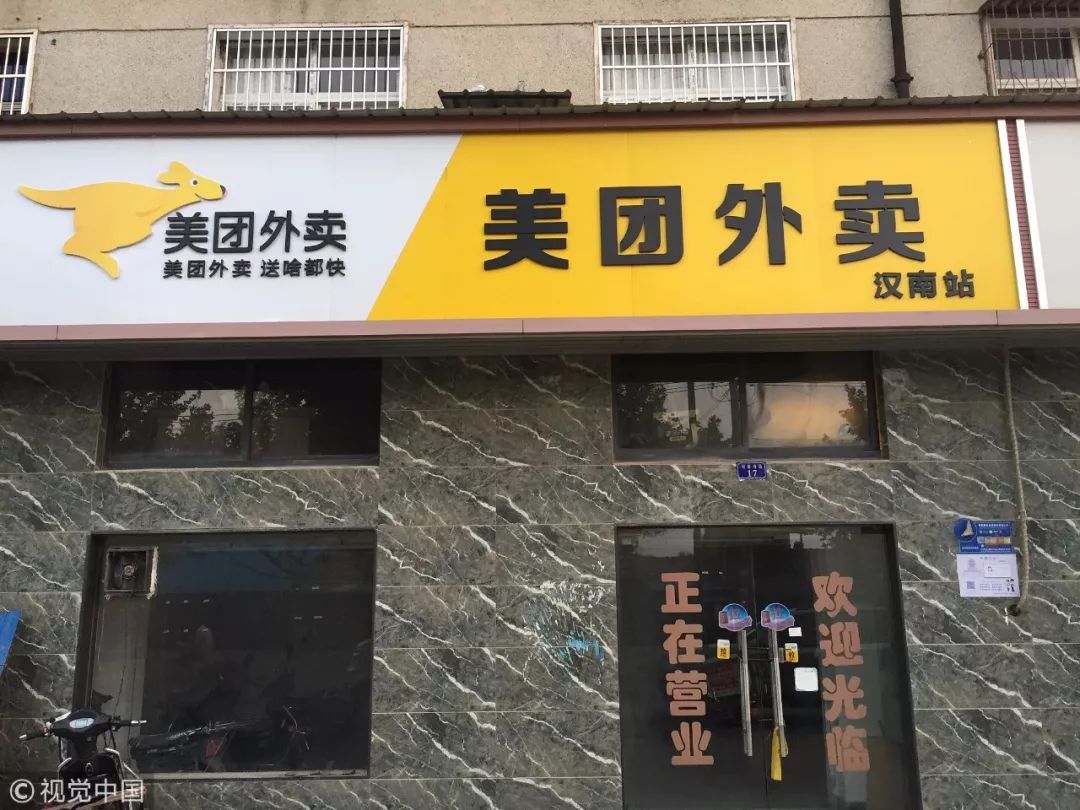 美团外卖
美团外卖 送啥都快
美团外卖
汉南站
17
正在营业
欢迎光临
©视觉中国